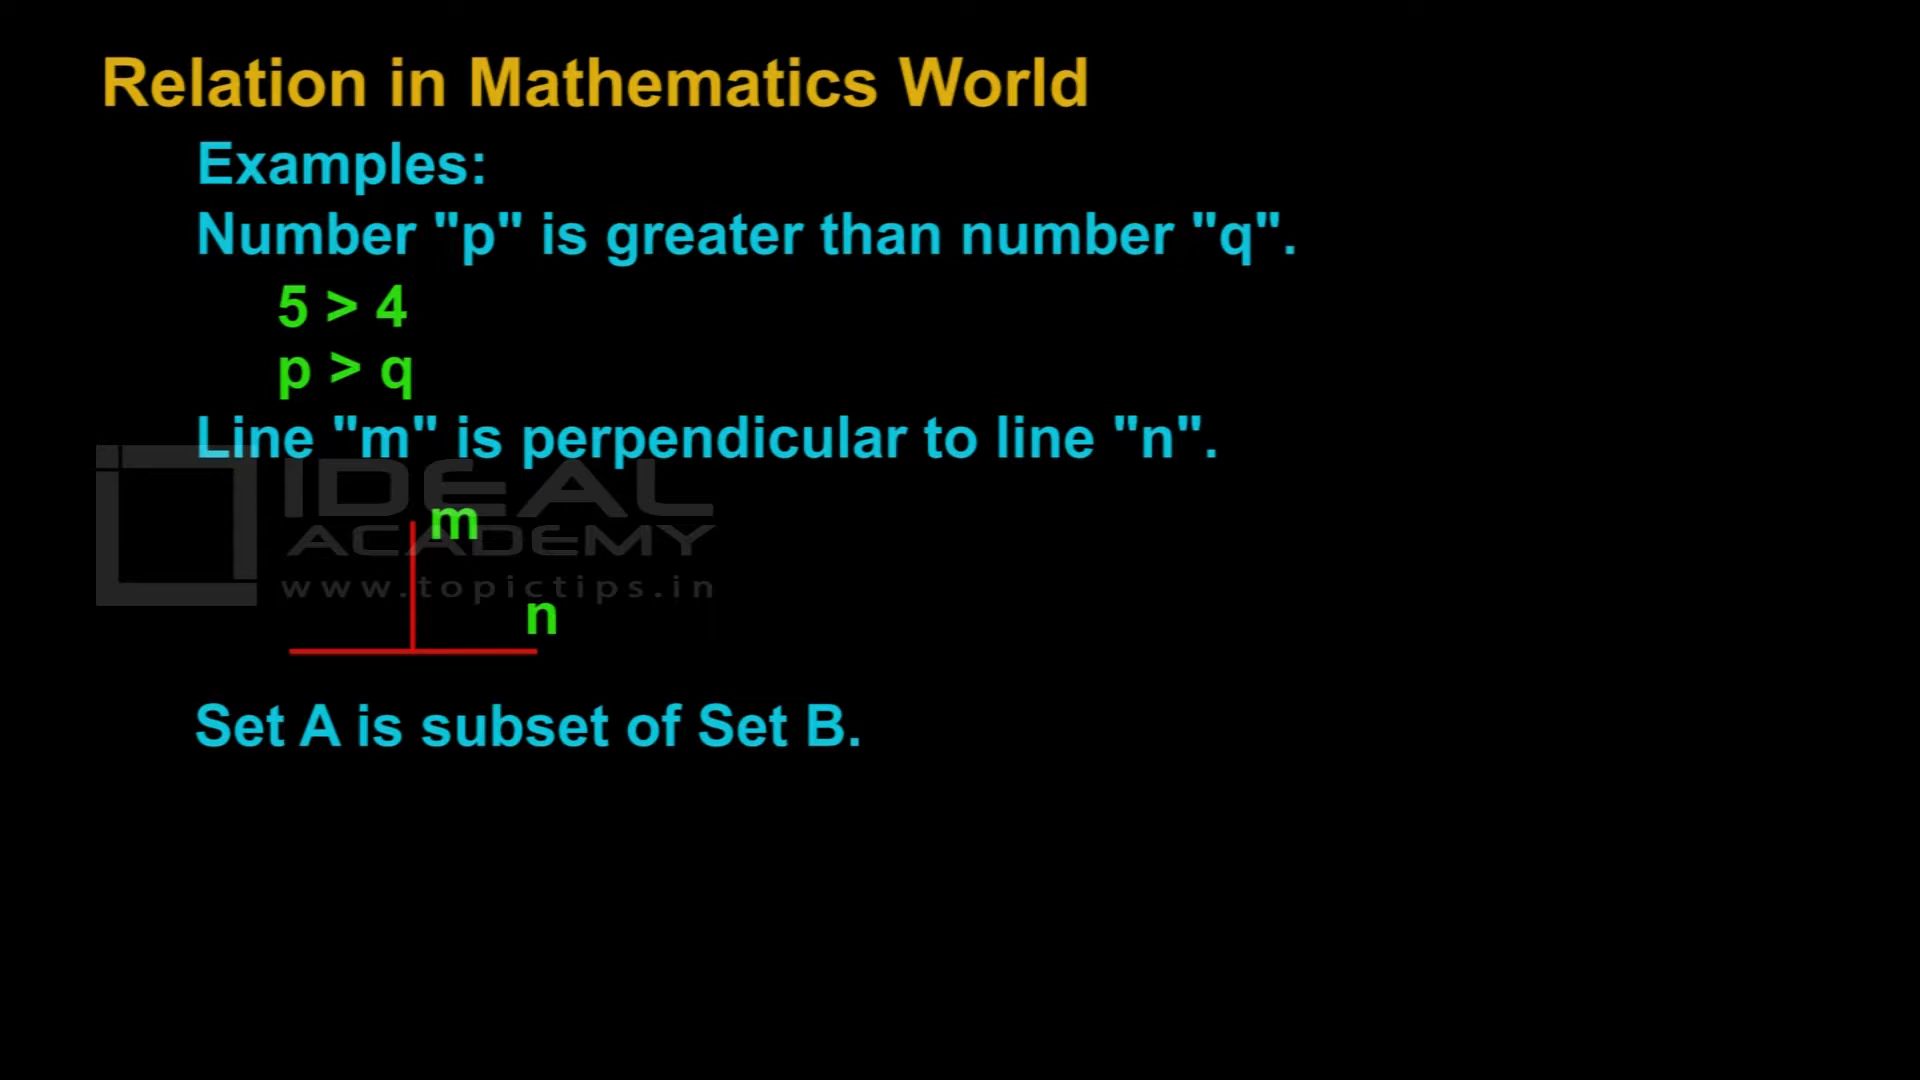 Relation in Mathematics World
Examples:
Number "p" is greater than number "q".
5 > 4
p > q
Line "m" is perpendicular to line "n".
IDEAL
m
ACADEMY
www.topictips.in
n
Set A is subset of Set B.